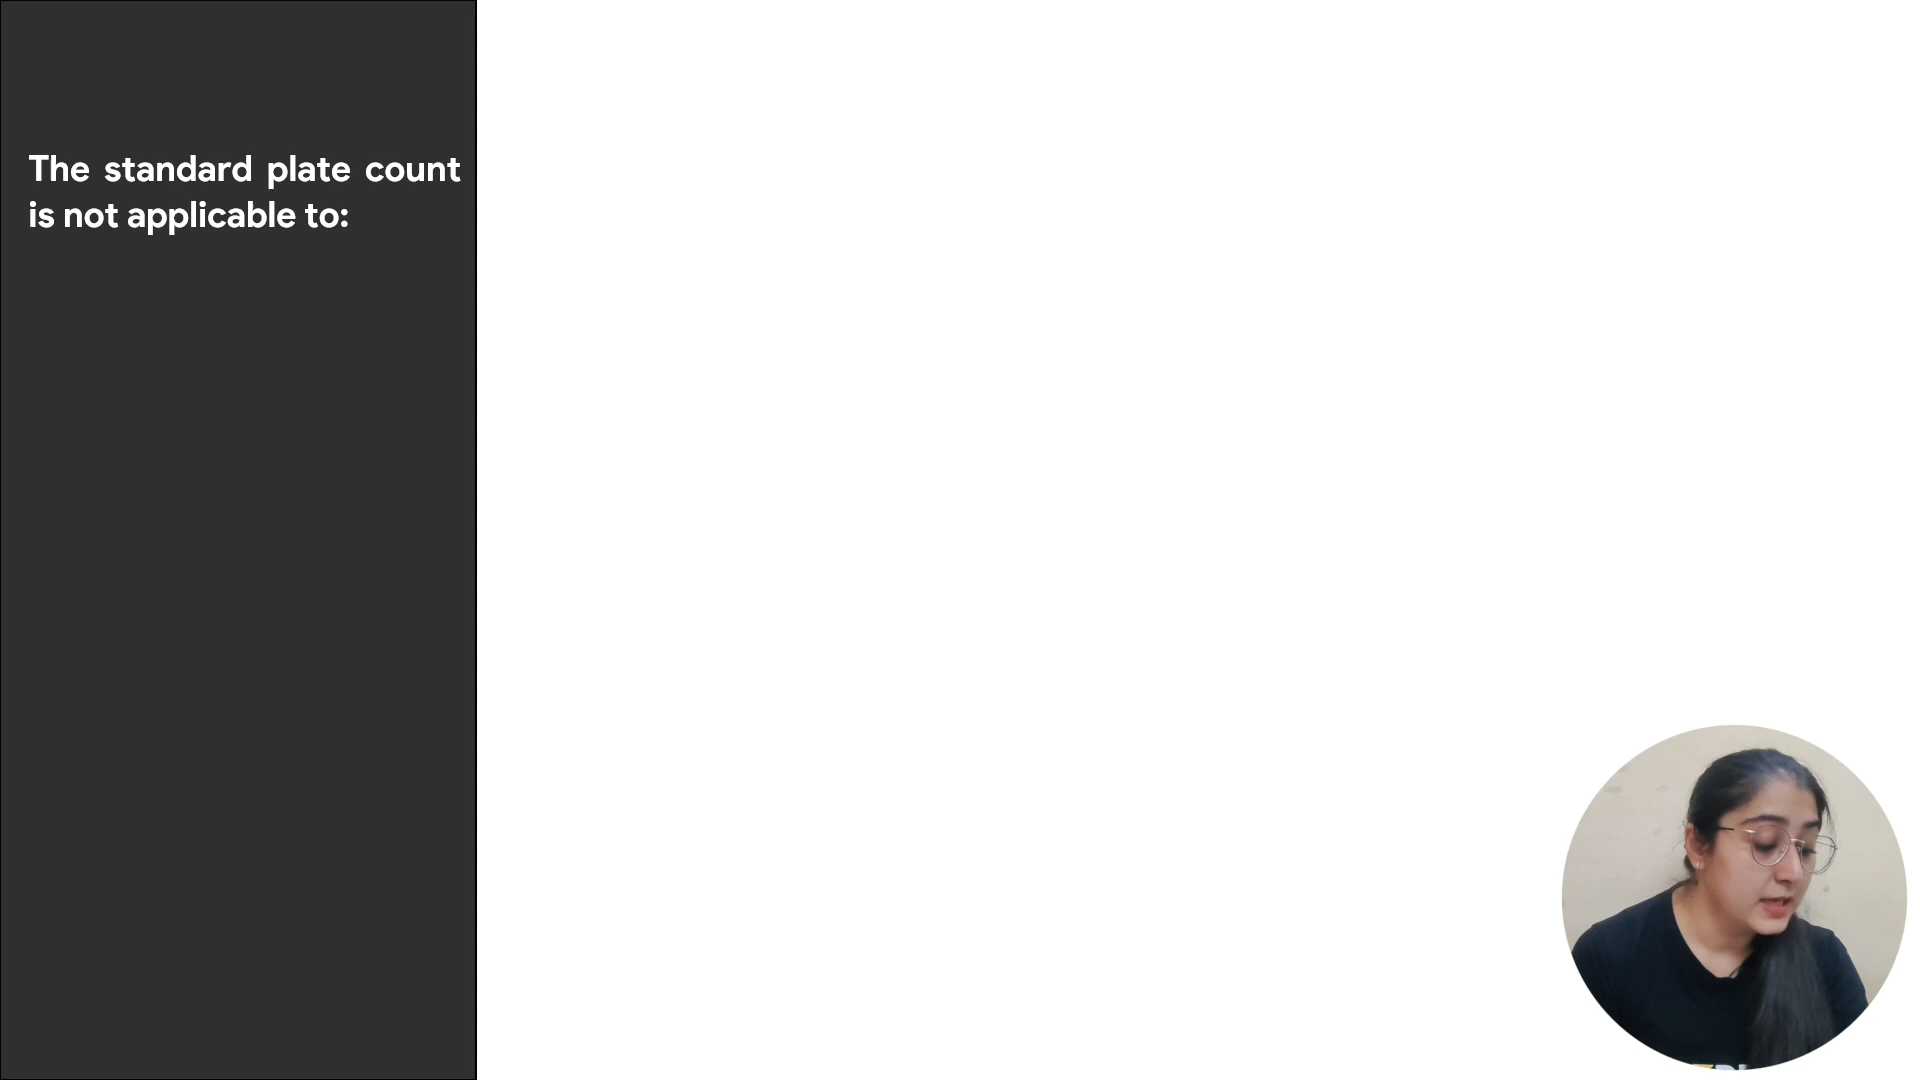 The standard plate count
is not applicable to: